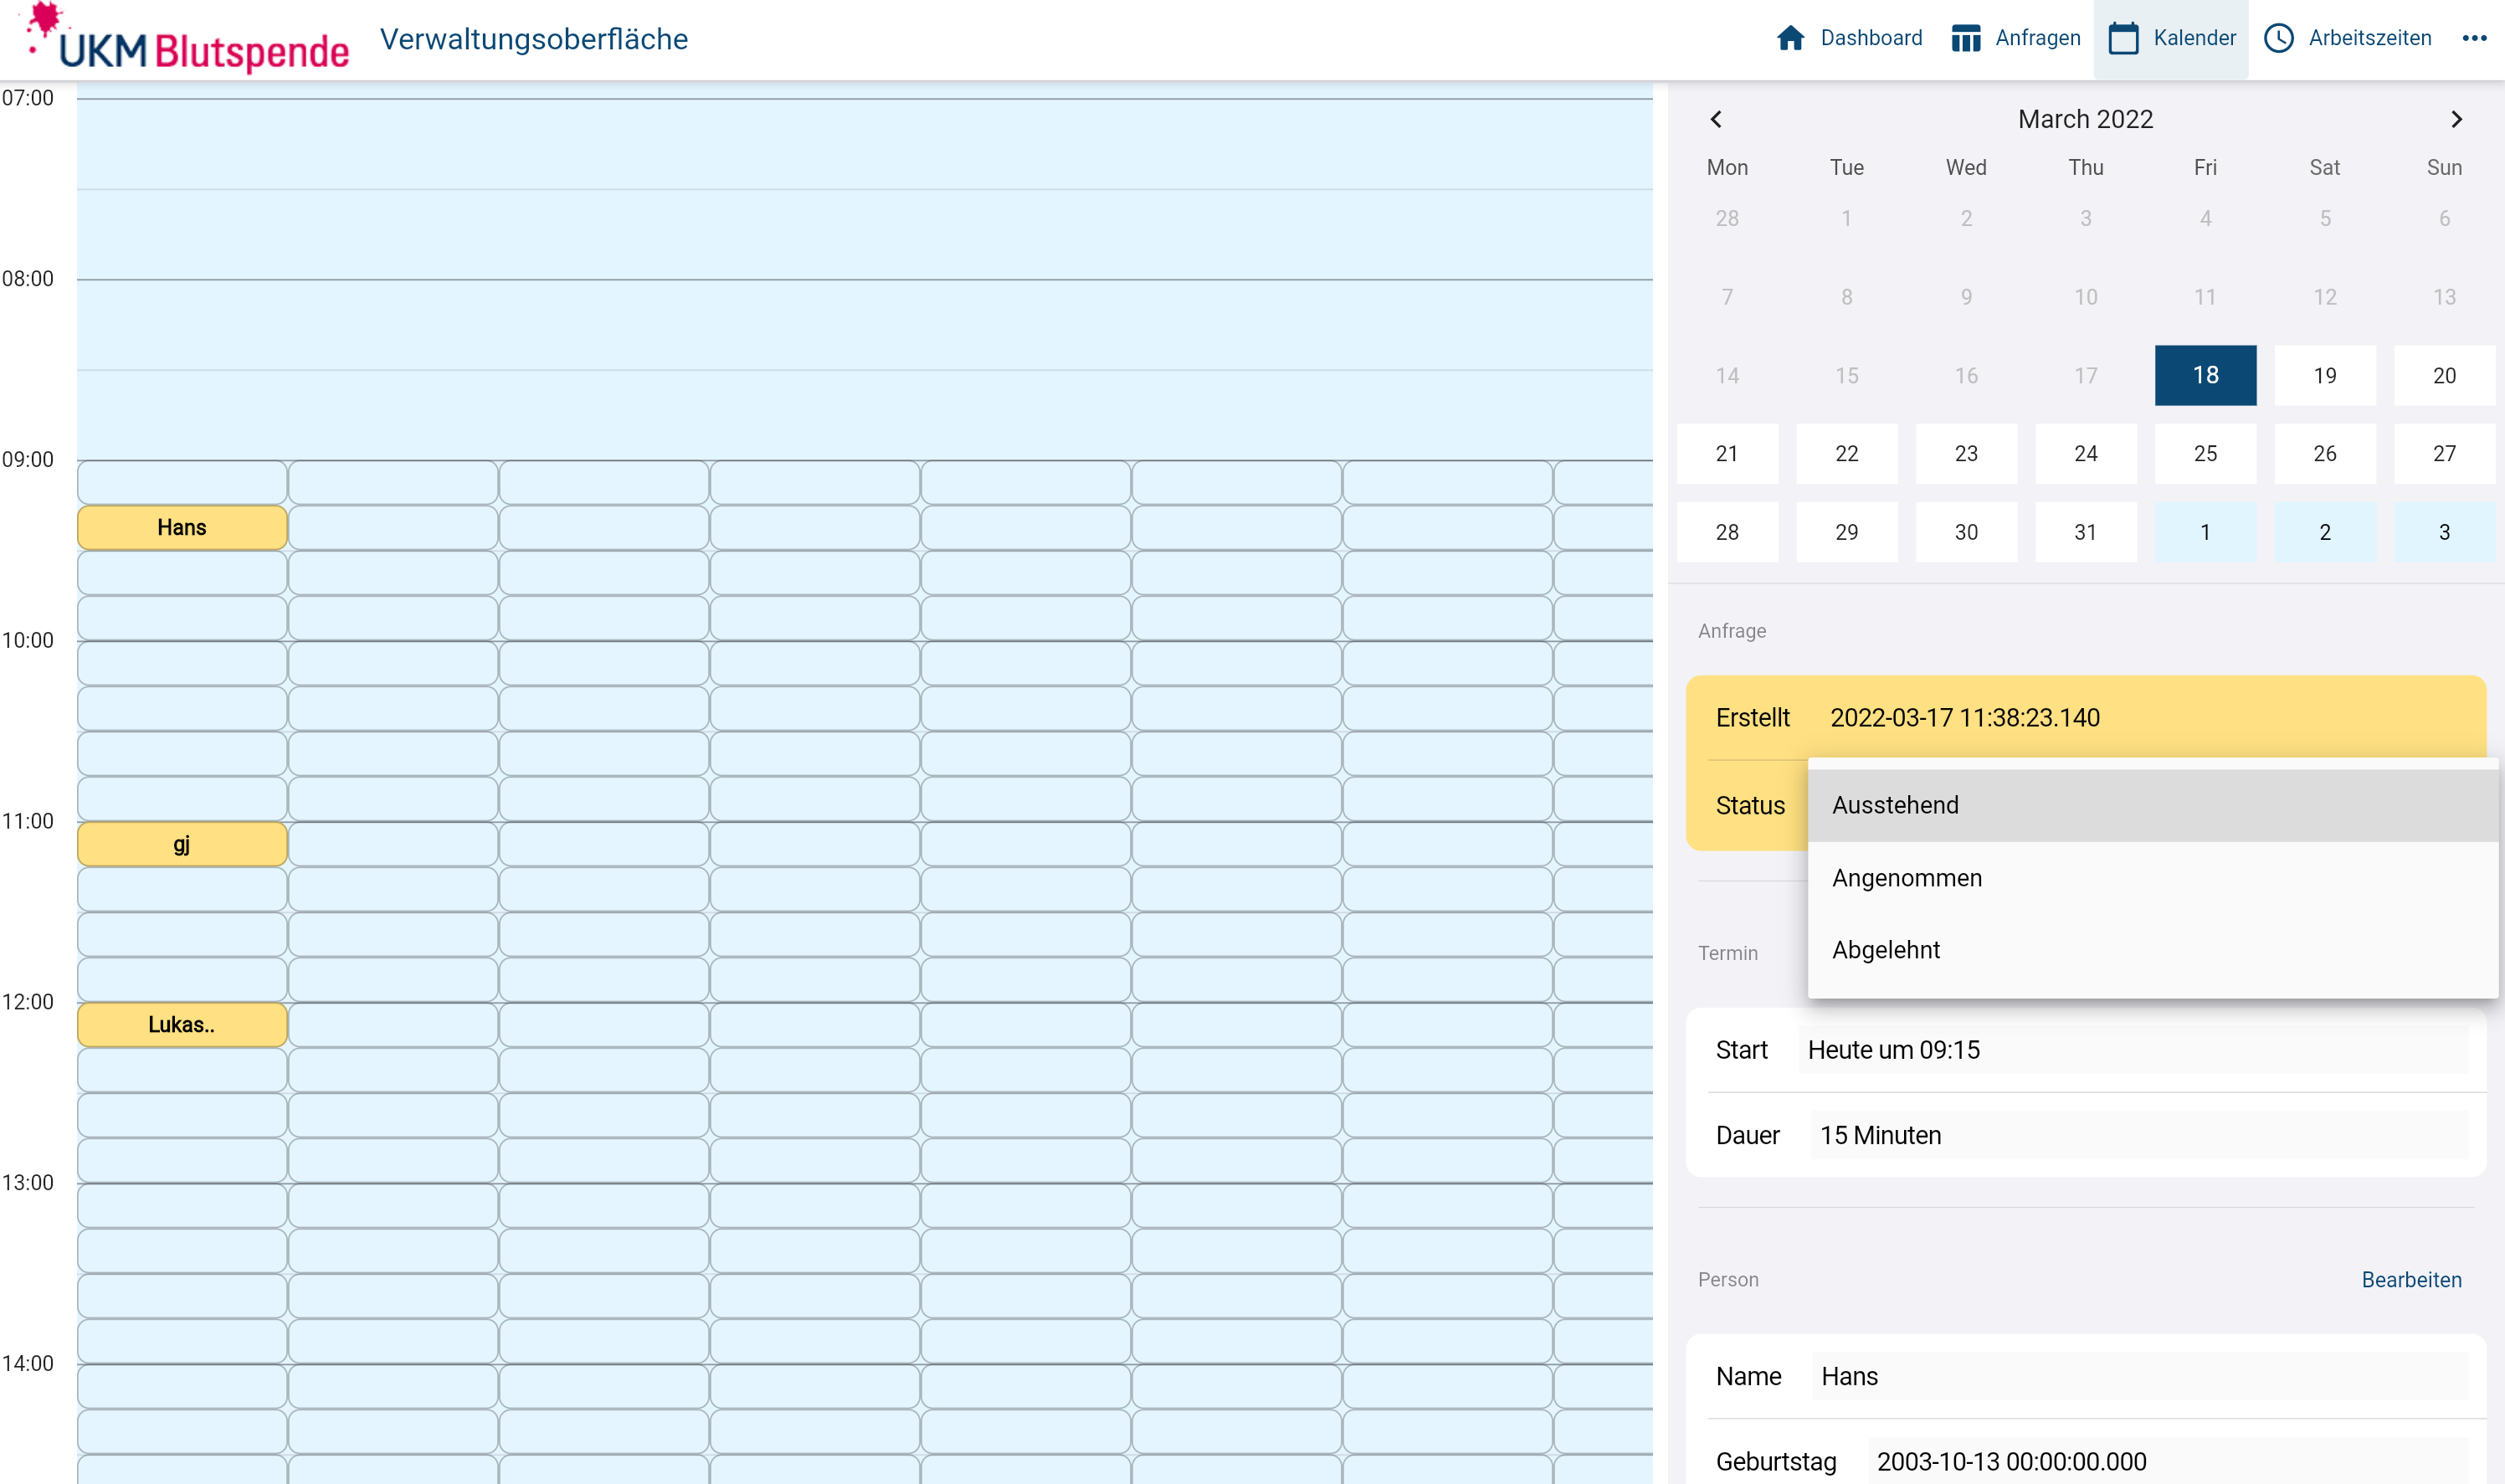 UKM Blutspende
Verwaltungsoberfläche
Dashboard
Anfragen
Kalender
Arbeitszeiten
07:00
08:00
09:00
Hans
10:00
11:00
gj
12:00
Lukas..
13:00
14:00
March 2022
Mon Tue Wed Thu Fri Sat Sun
28 1 2 3 4 5 6
7 8 9 10 11 12 13
14 15 16 17 18 19 20
21 22 23 24 25 26 27
28 29 30 31 1 2 3
Anfrage
Erstellt 2022-03-17 11:38:23.140
Status Ausstehend
Angenommen
Abgelehnt
Termin
Start Heute um 09:15
Dauer 15 Minuten
Person Bearbeiten
Name Hans
Geburtstag 2003-10-13 00:00:00.000